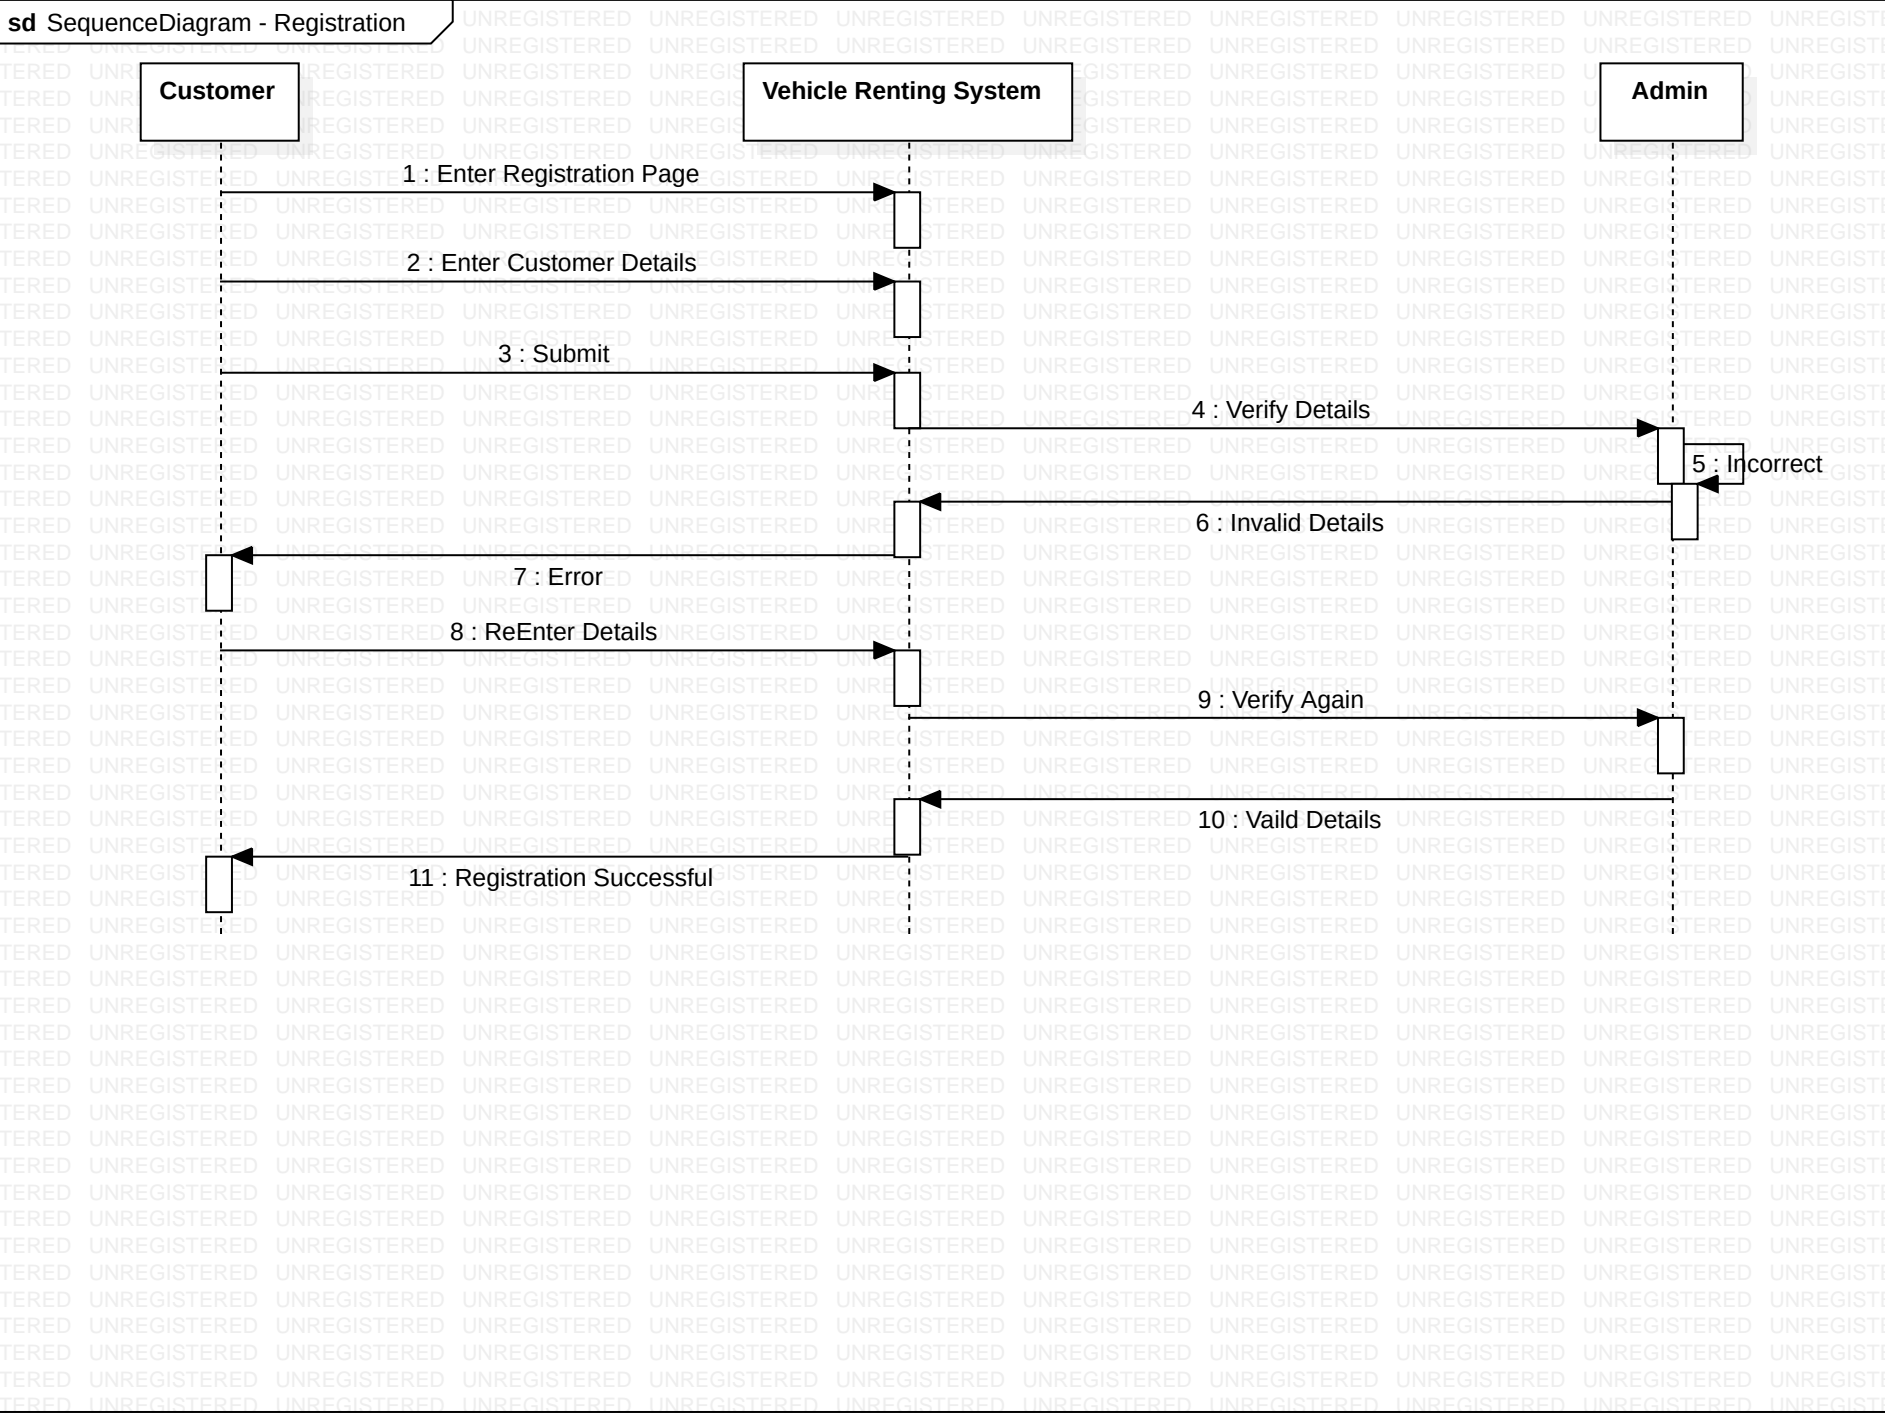 sd SequenceDiagram - Registration
Customer
Vehicle Renting System
Admin
1 : Enter Registration Page
2 : Enter Customer Details
3 : Submit
4 : Verify Details
5 : Incorrect
6 : Invalid Details
7 : Error
8 : ReEnter Details
9 : Verify Again
10 : Vaild Details
11 : Registration Successful
UNREGISTERED